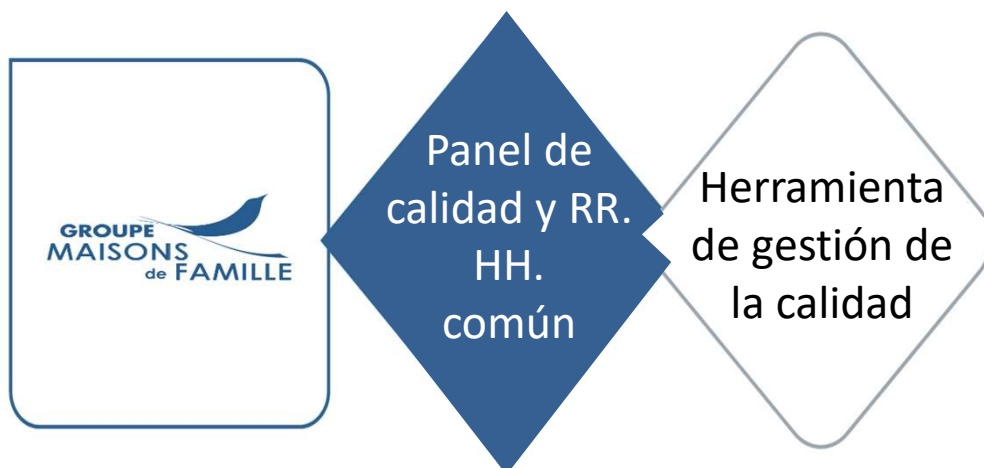 GROUPE
MAISONS
de FAMILLE
Panel de
calidad y RR.
HH.
común
Herramienta
de gestión de
la calidad